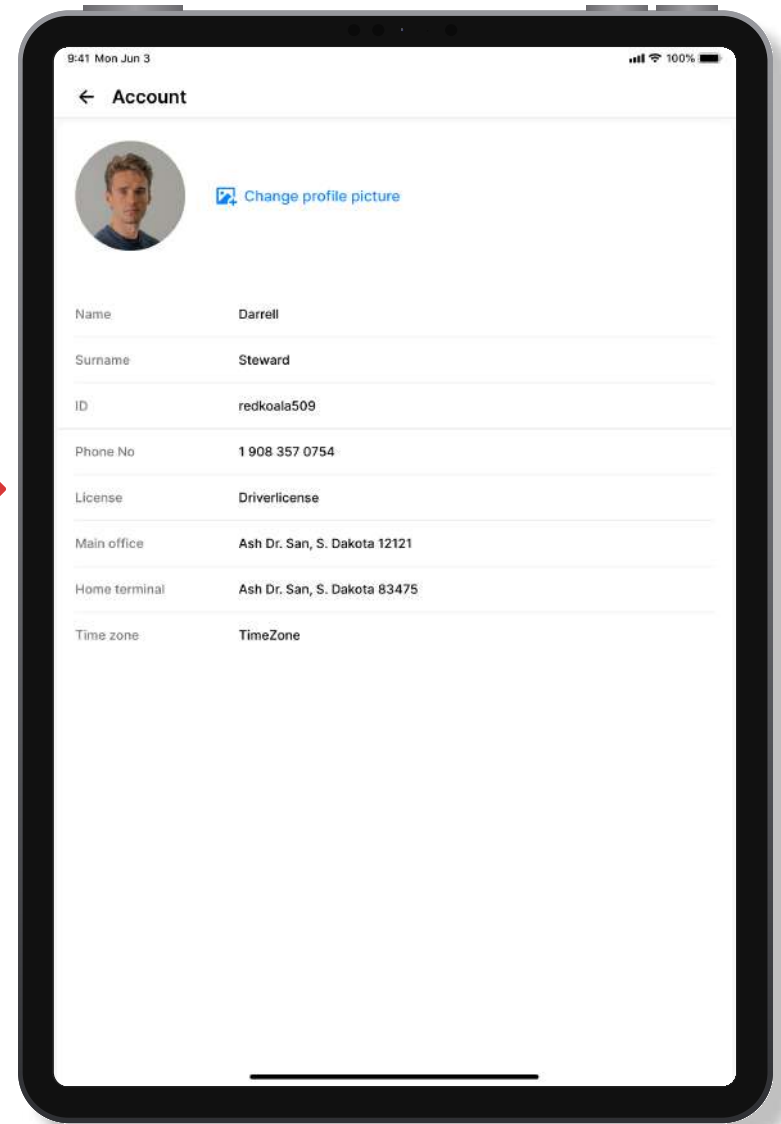 9:41 Mon Jun 3 100%
Account
Change profile picture
Name Darrell
Surname Steward
ID redkoala509
Phone No 1 908 357 0754
License Driverlicense
Main office Ash Dr. San, S. Dakota 12121
Home terminal Ash Dr. San, S. Dakota 83475
Time zone TimeZone